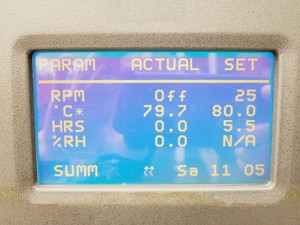 PARAM ACTUAL SET
RPM Off 25
°C* 79.7 80.0
HRS 0.0 5.5
%RH 0.0 N/A
SUMM Sa 11 05